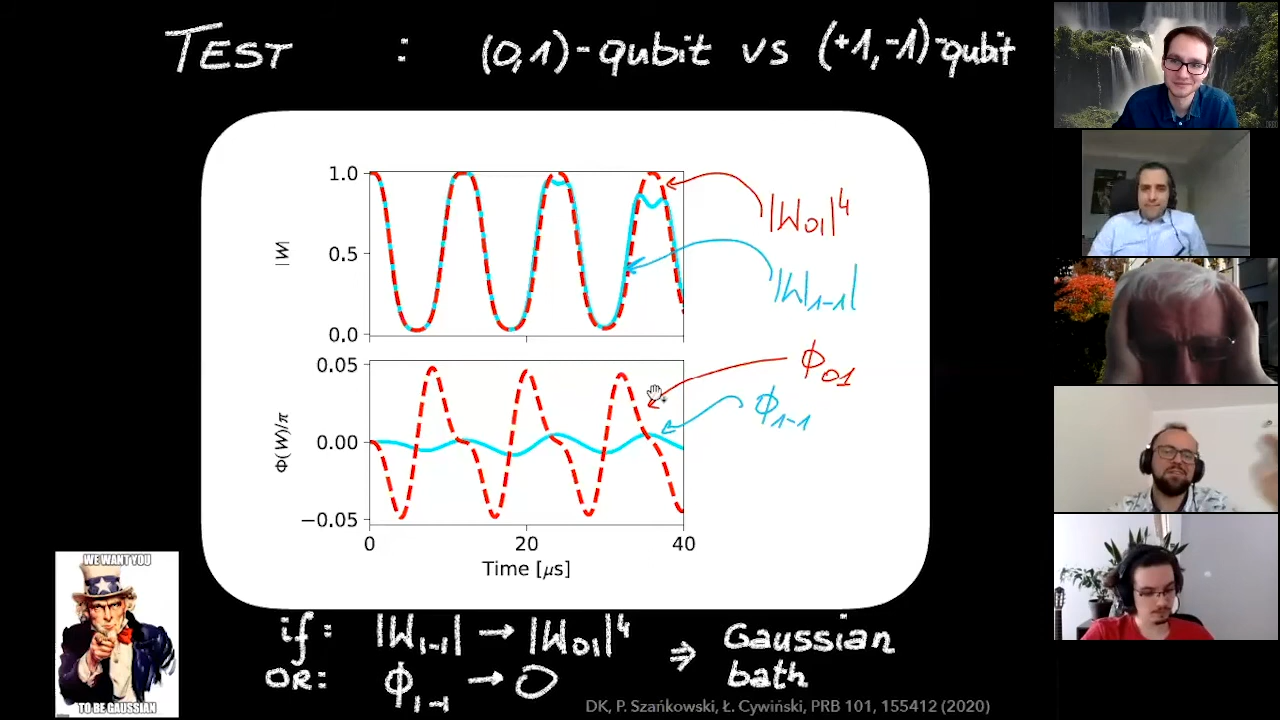 TEST : (0,1)-qubit vs (+1,-1)-qubit
1.0
0.5
0.0
|W|
|W01|⁴
|W|1-1|
0.05
0.00
−0.05
Φ(W)/π
ϕ01
ϕ1-1
0 20 40
Time [μs]
WE WANT YOU
TO BE GAUSSIAN
if: |W1-1| → |W01|⁴ ⇒ Gaussian
OR: ϕ1-1 → 0 bath
DK, P. Szańkowski, Ł. Cywiński, PRB 101, 155412 (2020)